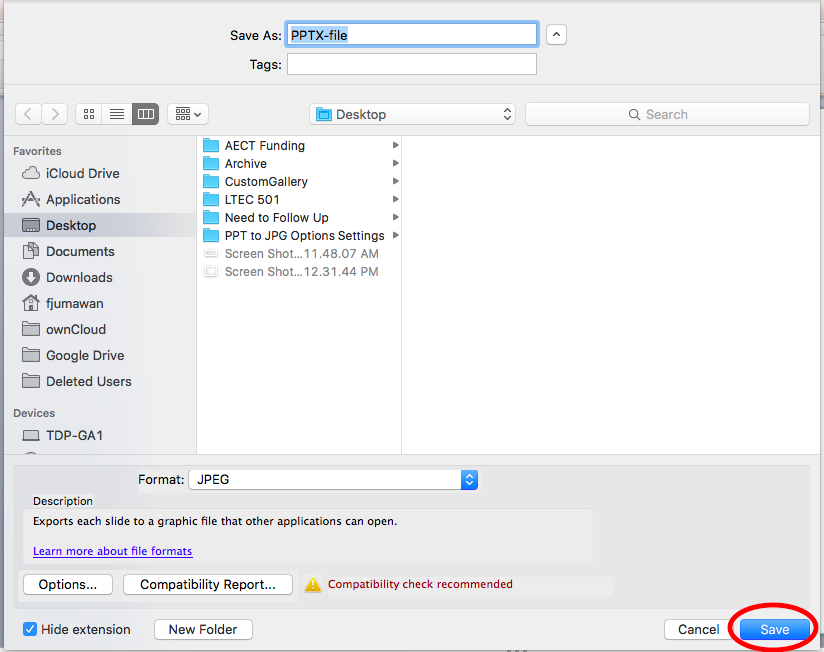 Save As: PPTX-file
Tags:
Desktop
Search
Favorites
iCloud Drive
Applications
Desktop
Documents
Downloads
fjumawan
ownCloud
Google Drive
Deleted Users
Devices
TDP-GA1
AECT Funding
Archive
CustomGallery
LTEC 501
Need to Follow Up
PPT to JPG Options Settings
Screen Shot...11.48.07 AM
Screen Shot...12.31.44 PM
Format: JPEG
Description
Exports each slide to a graphic file that other applications can open.
Learn more about file formats
Options... Compatibility Report... Compatibility check recommended
Hide extension New Folder Cancel Save